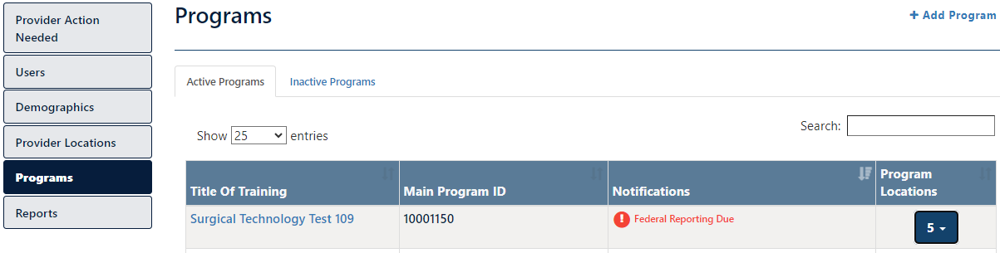 Provider Action
Needed
Users
Demographics
Provider Locations
Programs
Reports
Programs
+ Add Program
Active Programs
Inactive Programs
Show 25 entries
Search:
Title Of Training
Main Program ID
Notifications
Program
Locations
Surgical Technology Test 109
10001150
! Federal Reporting Due
5